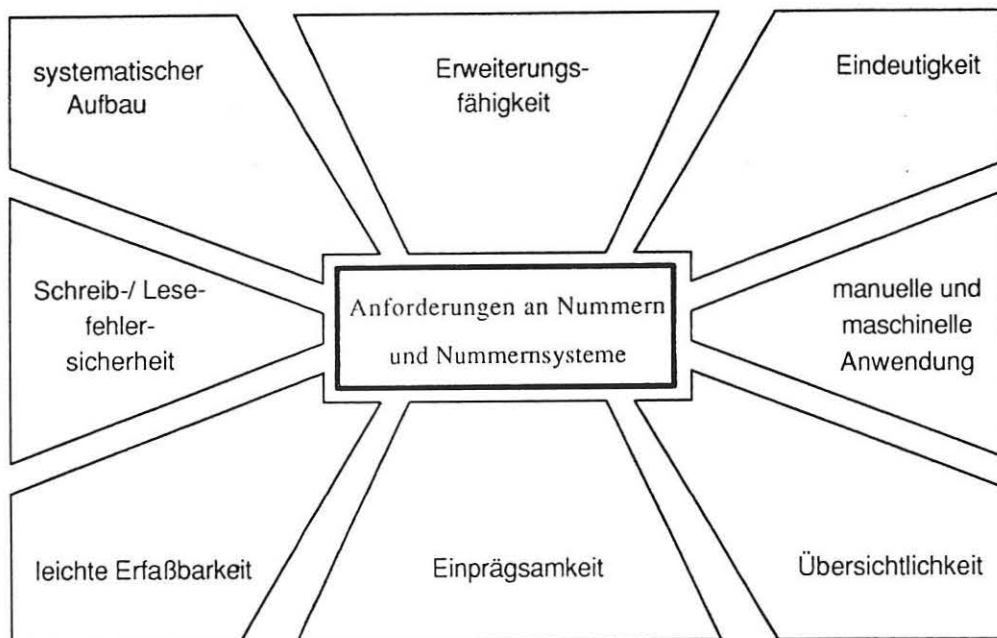 systematischer
Aufbau
Erweiterungs-
fähigkeit
Eindeutigkeit
Schreib-/ Lese-
fehler-
sicherheit
Anforderungen an Nummern
und Nummernsysteme
manuelle und
maschinelle
Anwendung
leichte Erfaßbarkeit
Einprägsamkeit
Übersichtlichkeit